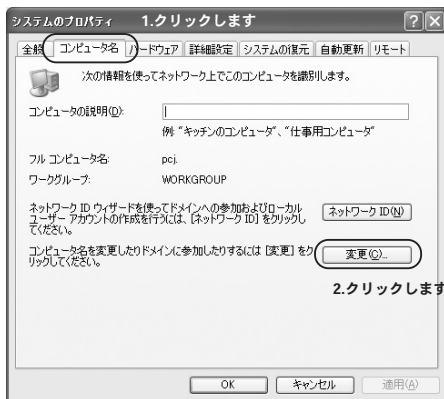 システムのプロパティ 1.クリックします
全般 コンピュータ名 ハードウェア 詳細設定 システムの復元 自動更新 リモート
次の情報を使ってネットワーク上でこのコンピュータを識別します。
コンピュータの説明(D):
例: "キッチンのコンピュータ"、"仕事用コンピュータ"
フル コンピュータ名: pcj.
ワークグループ: WORKGROUP
ネットワーク ID ウィザードを使ってドメインへの参加およびローカル
ユーザー アカウントの作成を行うには、[ネットワーク ID] をクリックし
てください。
ネットワーク ID(N)
コンピュータ名を変更したりドメインに参加したりするには [変更] をク
リックしてください。
変更(C)...
2.クリックします
OK キャンセル 適用(A)